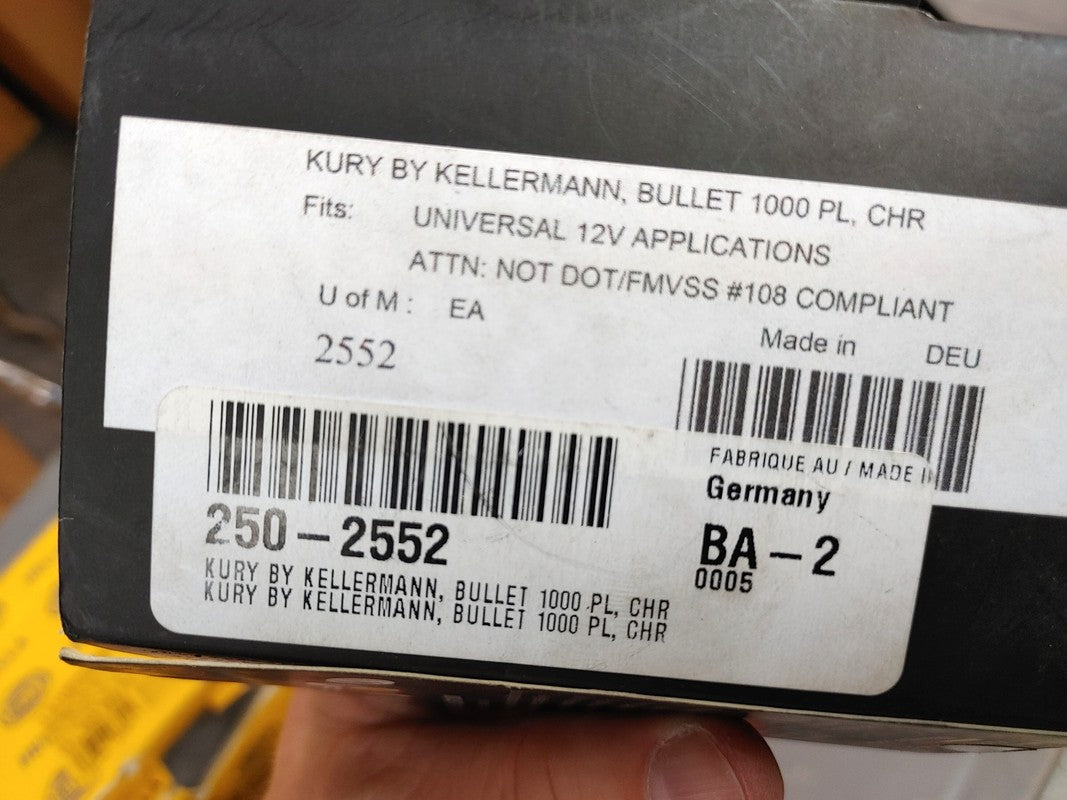 KURY BY KELLERMANN, BULLET 1000 PL, CHR
Fits: UNIVERSAL 12V APPLICATIONS
ATTN: NOT DOT/FMVSS #108 COMPLIANT
U of M : EA
Made in DEU
2552
FABRIQUE AU / MADE IN
Germany
250-2552
BA-2
0005
KURY BY KELLERMANN, BULLET 1000 PL, CHR
KURY BY KELLERMANN, BULLET 1000 PL, CHR